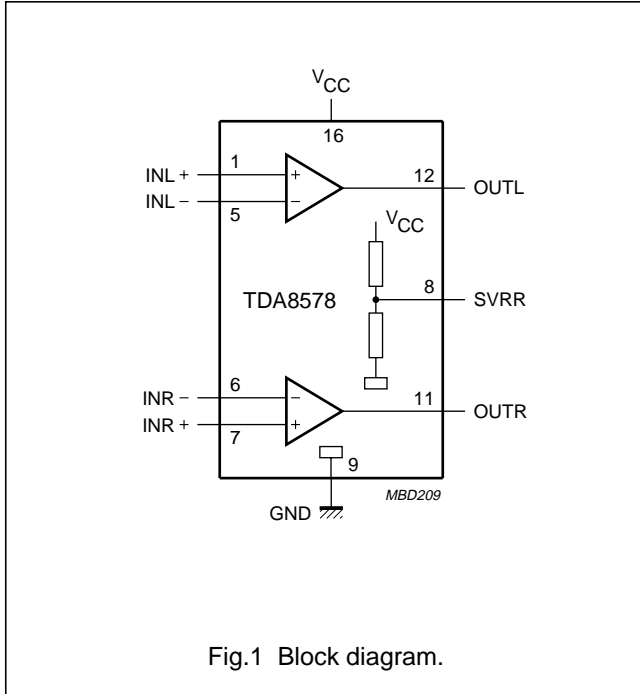 VCC
16
INL + 1 12 OUTL
INL − 5
VCC
TDA8578 8 SVRR
INR − 6 11 OUTR
INR + 7
9
MBD209
GND
Fig.1 Block diagram.